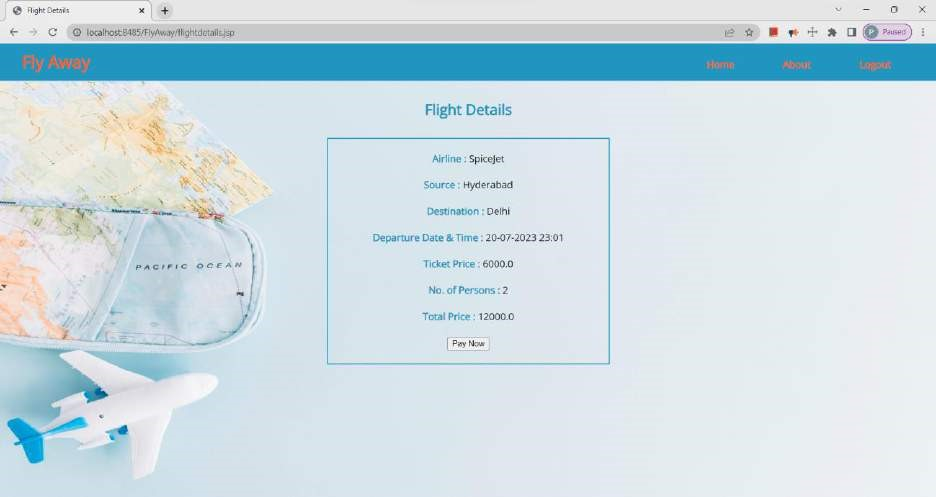 Flight Details
localhost:8485/FlyAway/flightdetails.jsp
P Paused
Fly Away
Home About Logout
Flight Details
Airline : SpiceJet
Source : Hyderabad
Destination : Delhi
Departure Date & Time : 20-07-2023 23:01
Ticket Price : 6000.0
No. of Persons : 2
Total Price : 12000.0
Pay Now
PACIFIC OCEAN